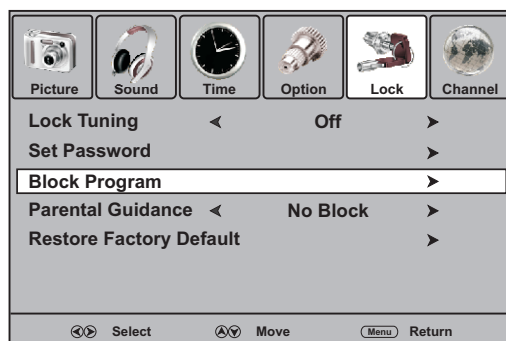 Picture Sound Time Option Lock Channel
Lock Tuning Off
Set Password
Block Program
Parental Guidance No Block
Restore Factory Default
Select Move Menu Return